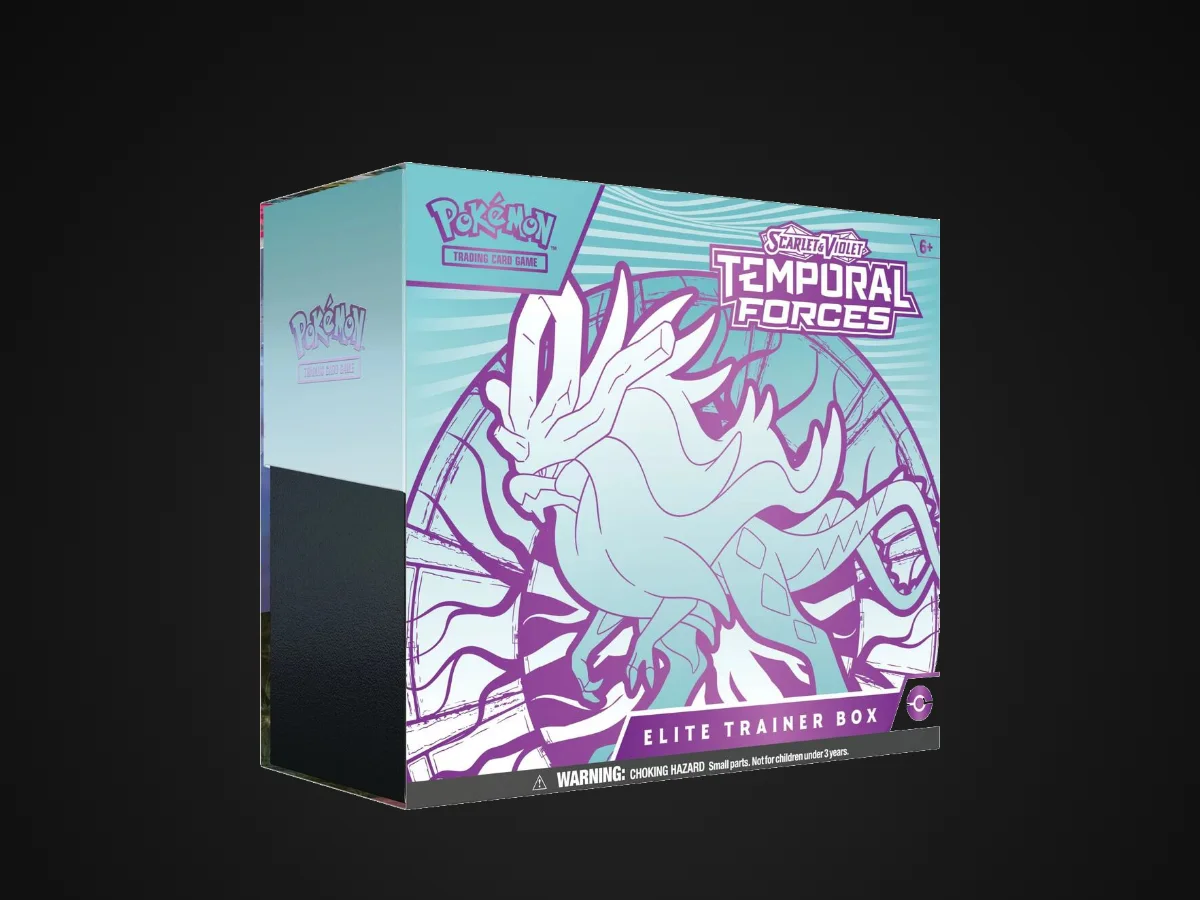 POKéMON
TRADING CARD GAME
POKéMON
TRADING CARD GAME
SCARLET & VIOLET
TEMPORAL
FORCES
6+
ELITE TRAINER BOX
WARNING: CHOKING HAZARD Small parts. Not for children under 3 years.